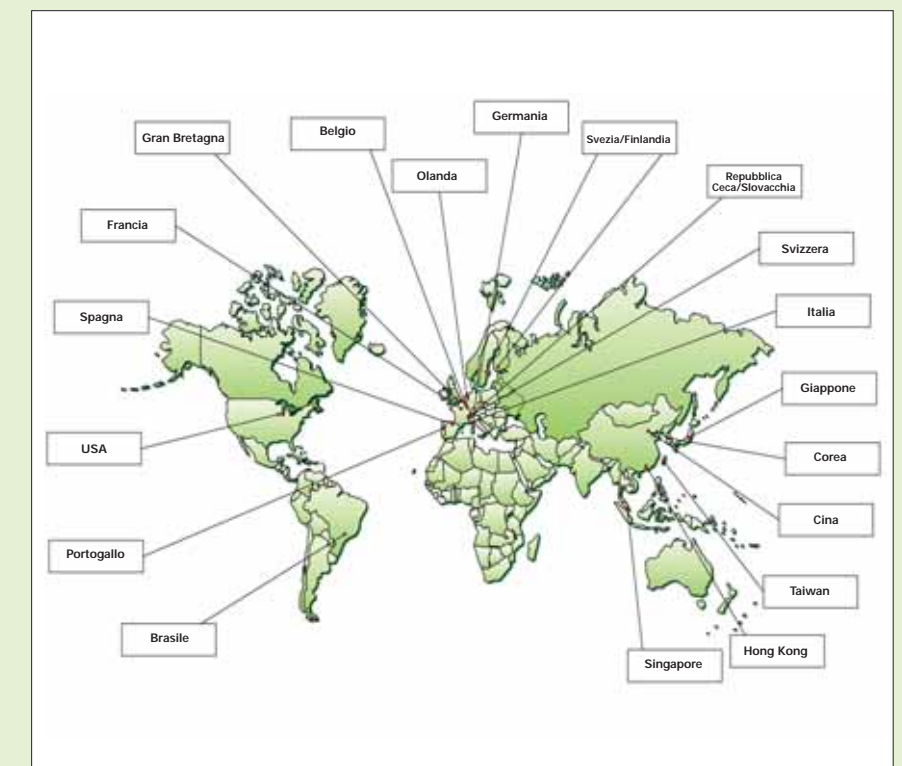 Germania
Gran Bretagna
Belgio
Svezia/Finlandia
Olanda
Repubblica
Ceca/Slovacchia
Francia
Svizzera
Spagna
Italia
Giappone
USA
Corea
Cina
Portogallo
Taiwan
Brasile
Hong Kong
Singapore